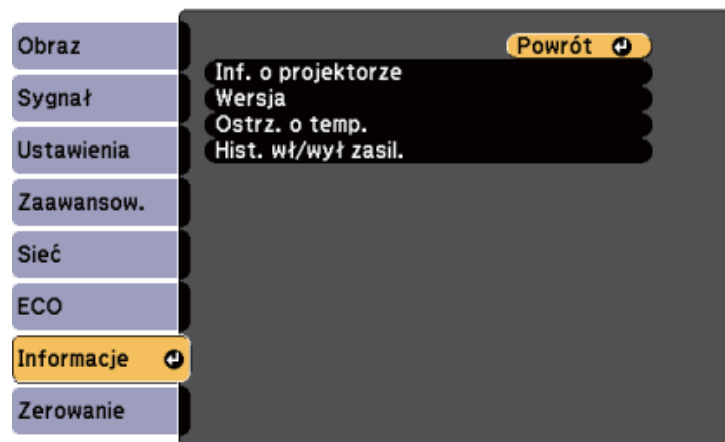 Obraz
Sygnał
Ustawienia
Zaawansow.
Sieć
ECO
Informacje
Zerowanie
Powrót
Inf. o projektorze
Wersja
Ostrz. o temp.
Hist. wł/wył zasil.